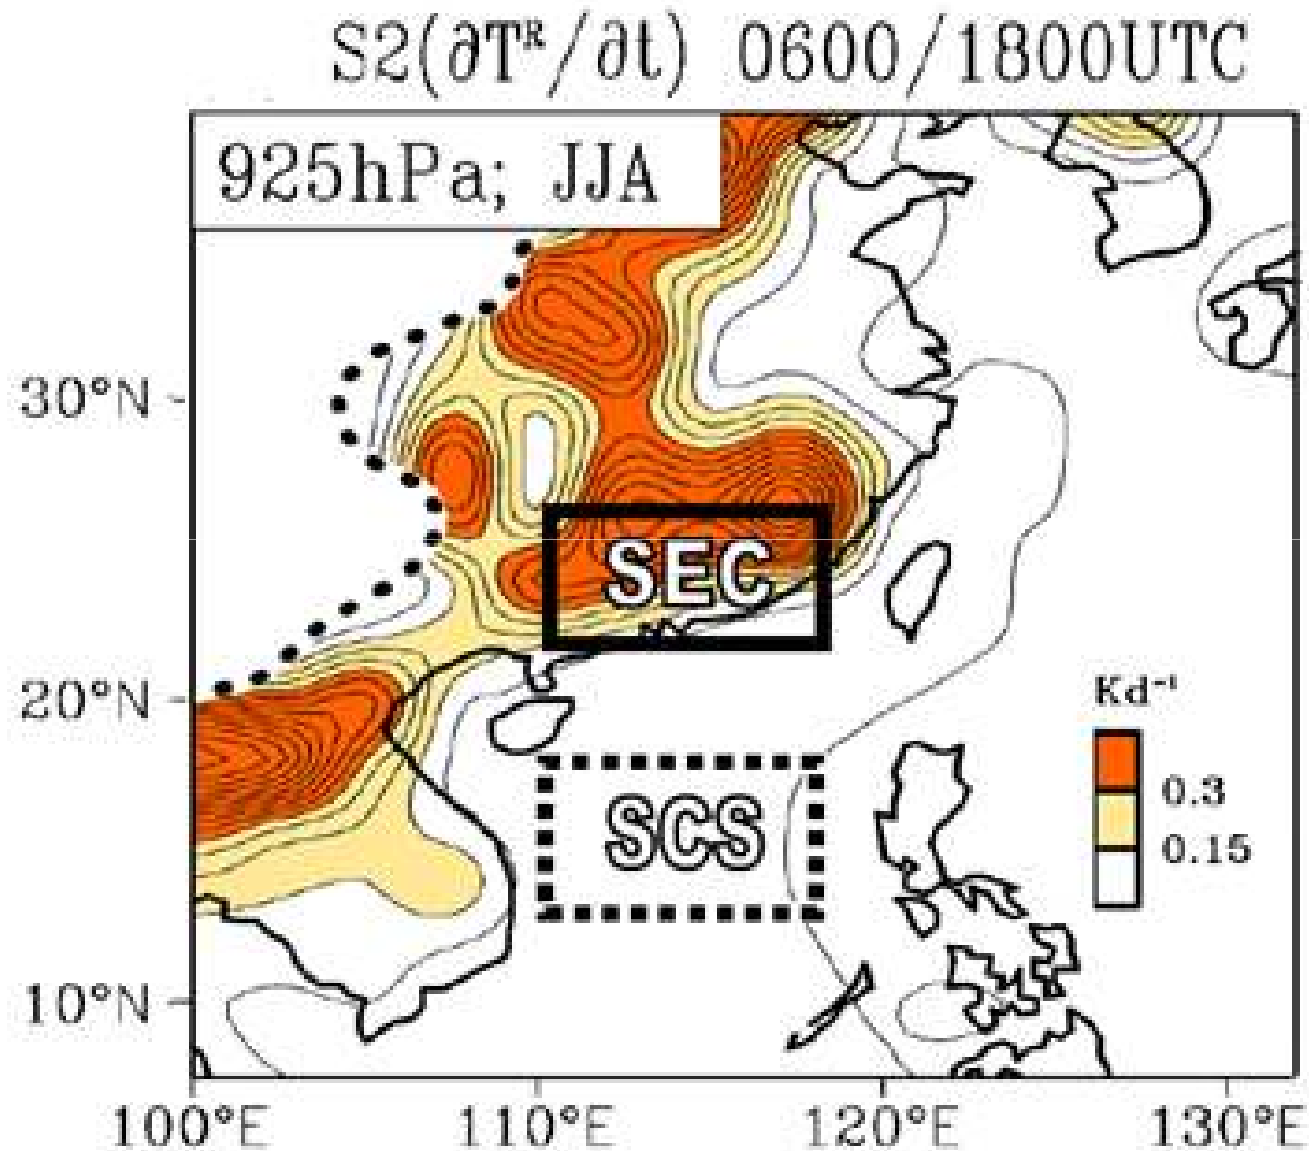 S2(∂Tᴿ/∂t) 0600/1800UTC
925hPa; JJA
30°N
SEC
20°N
Kd⁻¹
0.3
SCS
0.15
10°N
100°E 110°E 120°E 130°E